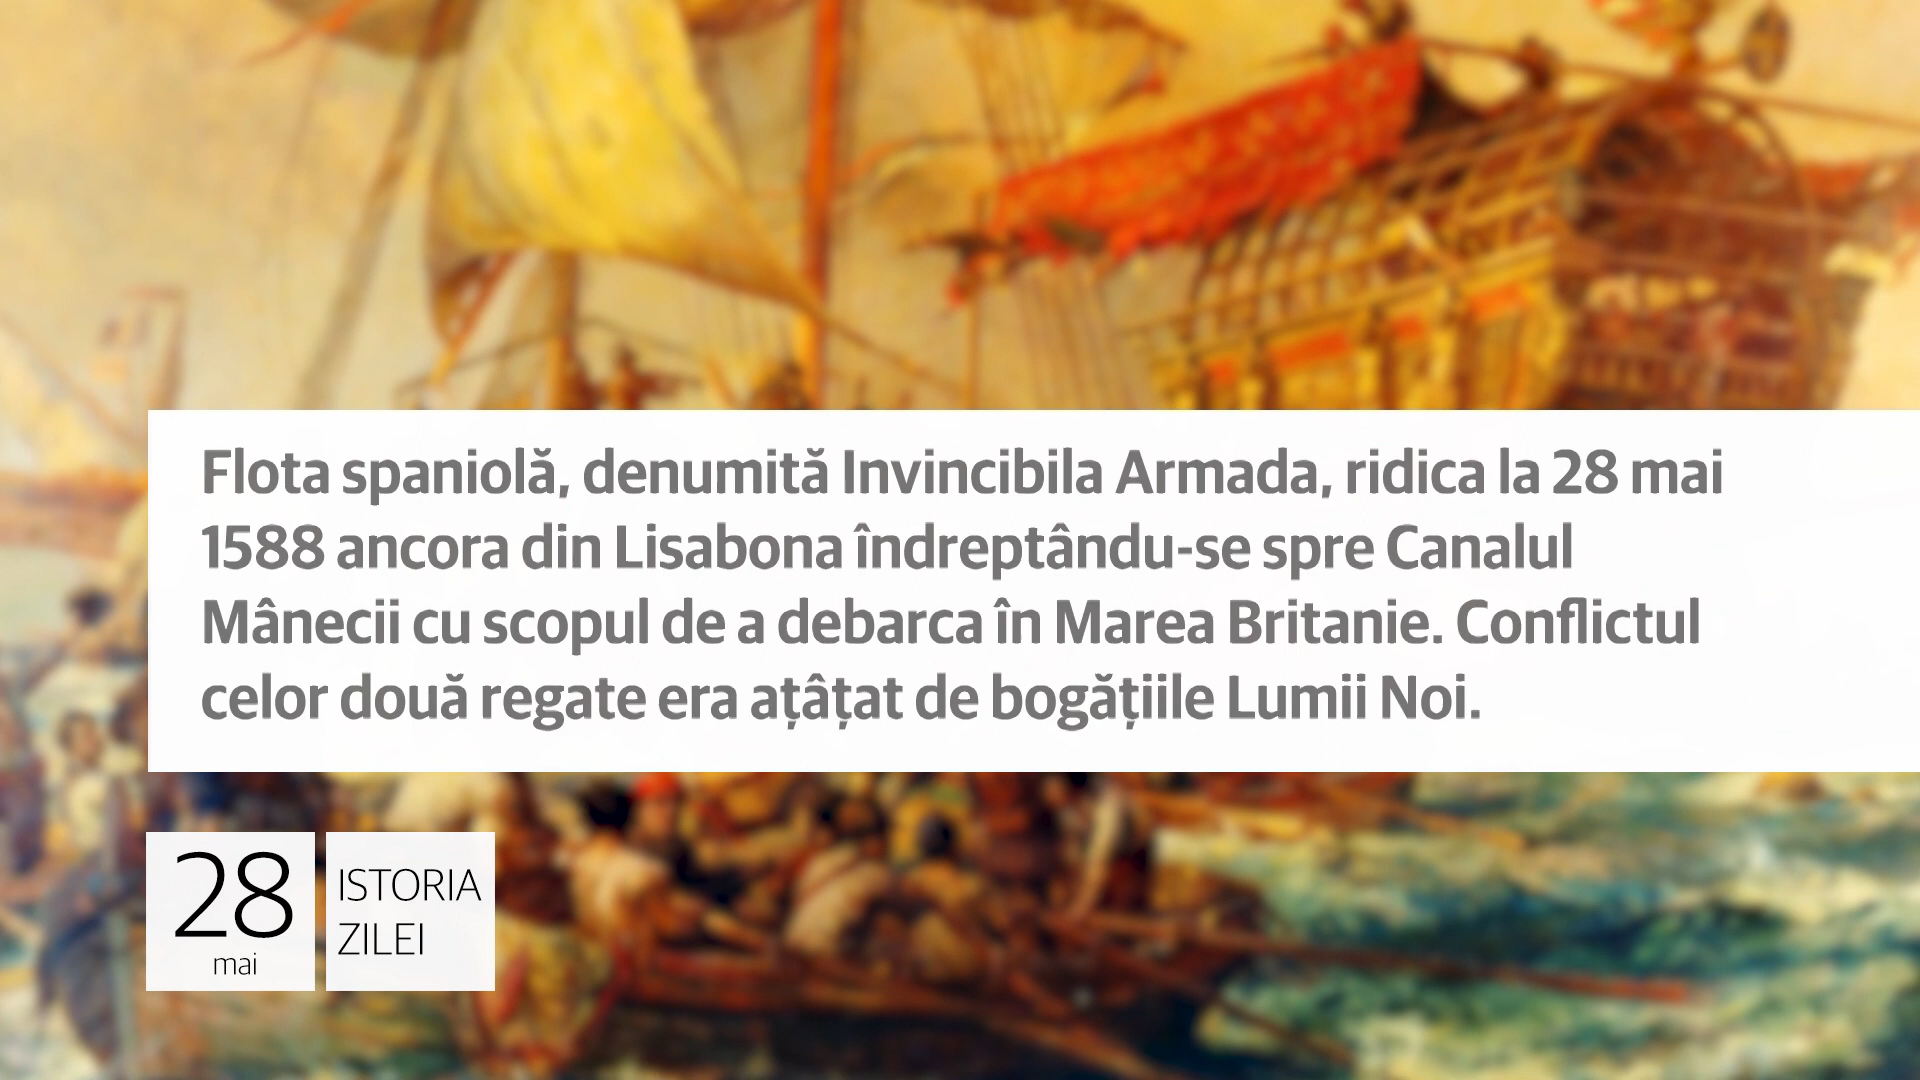 Flota spaniolă, denumită Invincibila Armada, ridica la 28 mai
1588 ancora din Lisabona îndreptându-se spre Canalul
Mânecii cu scopul de a debarca în Marea Britanie. Conflictul
celor două regate era ațâțat de bogățiile Lumii Noi.
28
mai
ISTORIA
ZILEI